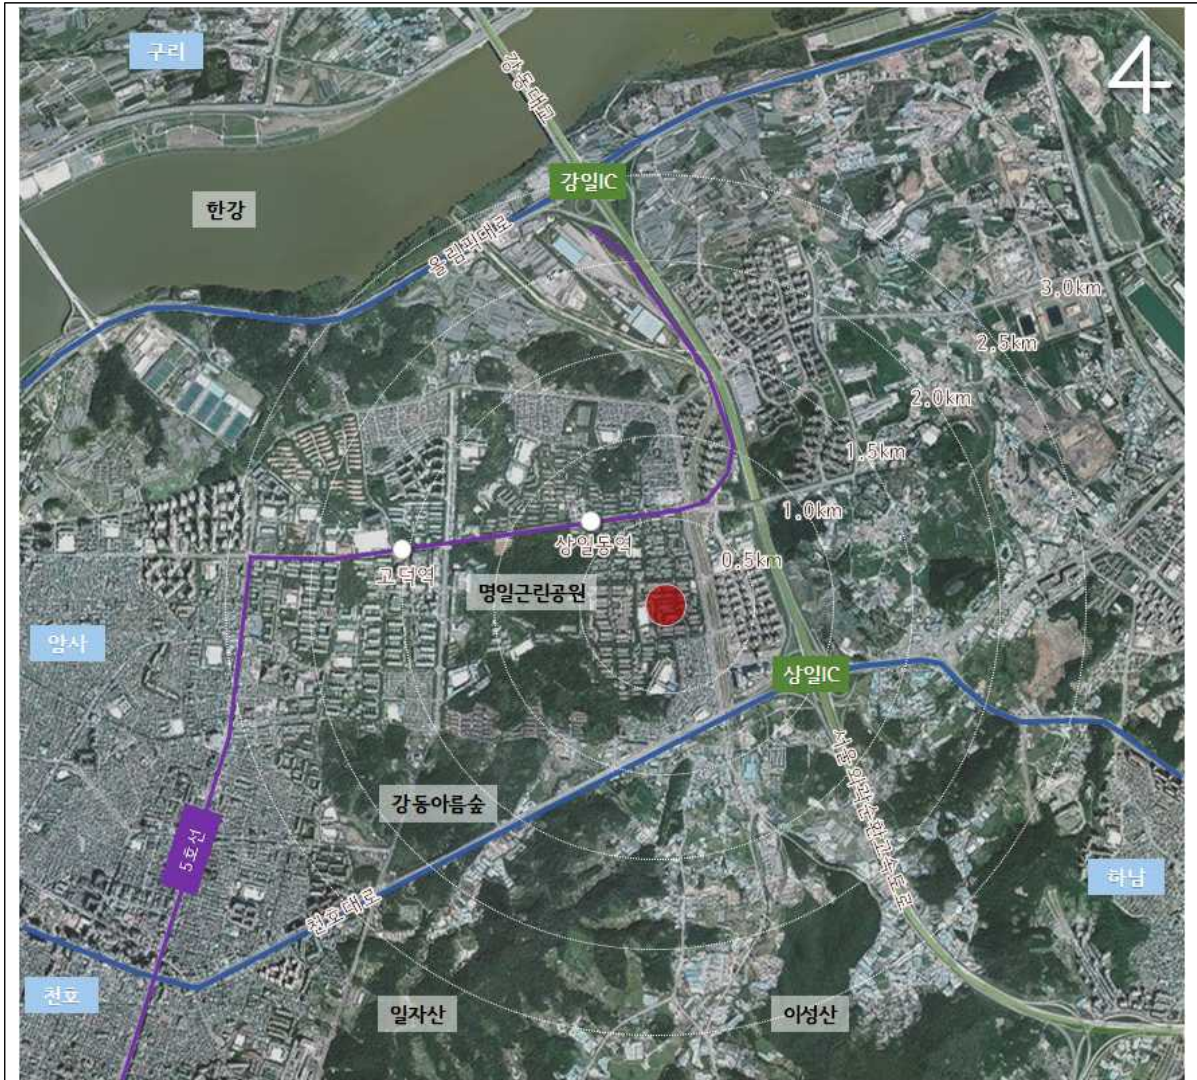 구리
강동대교
4
강일IC
한강
올림픽대로
3.0km
2.5km
2.0km
1.5km
1.0km
상일동역
0.5km
고덕역
명일근린공원
암사
상일IC
서울외곽순환고속도로
강동아름숲
5호선
하남
천호대로
천호
일자산
이성산